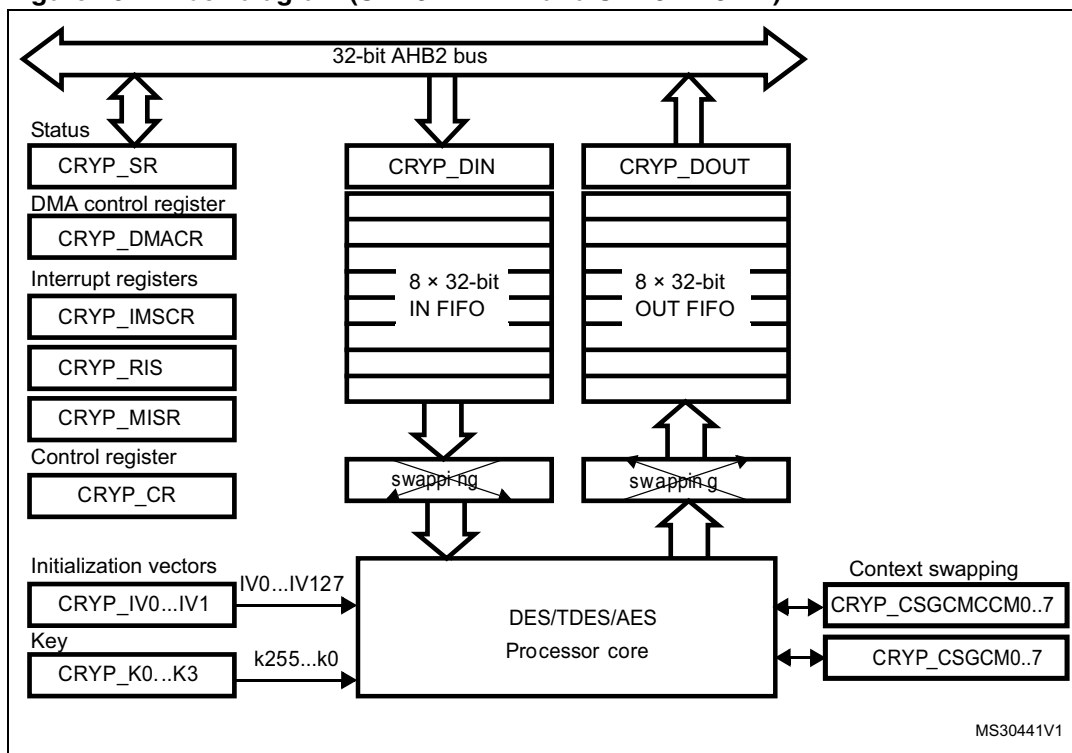 32-bit AHB2 bus
Status
CRYP_SR
DMA control register
CRYP_DMACR
Interrupt registers
CRYP_IMSCR
CRYP_RIS
CRYP_MISR
Control register
CRYP_CR
Initialization vectors
CRYP_IV0...IV1
Key
CRYP_K0...K3
IV0...IV127
k255...k0
CRYP_DIN
8 × 32-bit
IN FIFO
swapping
CRYP_DOUT
8 × 32-bit
OUT FIFO
swapping
DES/TDES/AES
Processor core
Context swapping
CRYP_CSGCMCCM0..7
CRYP_CSGCM0..7
MS30441V1